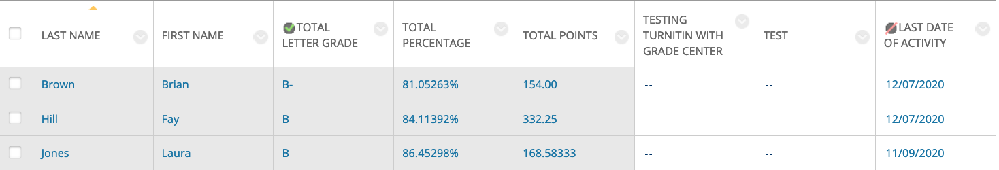 LAST NAME FIRST NAME TOTAL LETTER GRADE TOTAL PERCENTAGE TOTAL POINTS TESTING TURNITIN WITH GRADE CENTER TEST LAST DATE OF ACTIVITY
Brown Brian B- 81.05263% 154.00 -- -- 12/07/2020
Hill Fay B 84.11392% 332.25 -- -- 12/07/2020
Jones Laura B 86.45298% 168.58333 -- -- 11/09/2020